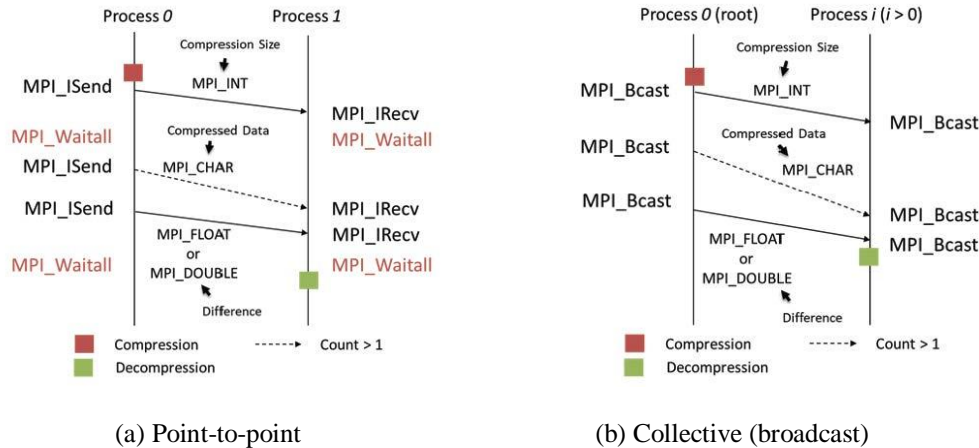 Process 0
Process 1
Compression Size
MPI_INT
MPI_ISend
MPI_IRecv
Compressed Data
MPI_Waitall
MPI_Waitall
MPI_ISend
MPI_CHAR
MPI_ISend
MPI_IRecv
MPI_IRecv
MPI_FLOAT
or
MPI_DOUBLE
MPI_Waitall
MPI_Waitall
Difference
Compression
Count > 1
Decompression
(a) Point-to-point
Process 0 (root)
Process i (i > 0)
Compression Size
MPI_INT
MPI_Bcast
MPI_Bcast
Compressed Data
MPI_Bcast
MPI_CHAR
MPI_Bcast
MPI_Bcast
MPI_Bcast
MPI_FLOAT
or
MPI_DOUBLE
Difference
Compression
Count > 1
Decompression
(b) Collective (broadcast)